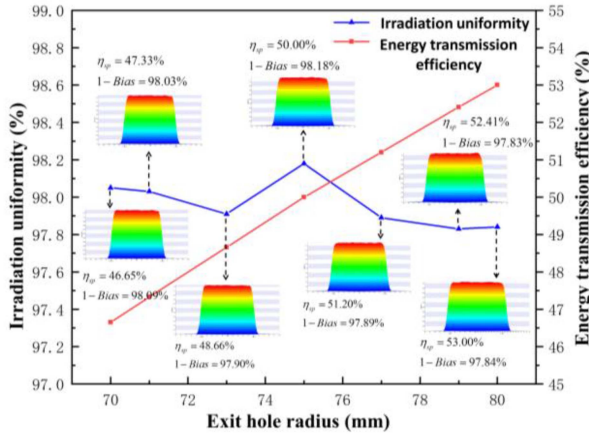 99.0
98.8
98.6
98.4
98.2
98.0
97.8
97.6
97.4
97.2
97.0
Irradiation uniformity (%)
Irradiation uniformity
Energy transmission
efficiency
η_sp = 47.33%
1−Bias = 98.03%
η_sp = 50.00%
1−Bias = 98.18%
η_sp = 52.41%
1−Bias = 97.83%
η_sp = 46.65%
1−Bias = 98.09%
η_sp = 48.66%
1−Bias = 97.90%
η_sp = 51.20%
1−Bias = 97.89%
η_sp = 53.00%
1−Bias = 97.84%
55
54
53
52
51
50
49
48
47
46
45
Energy transmission efficiency (%)
70 72 74 76 78 80
Exit hole radius (mm)